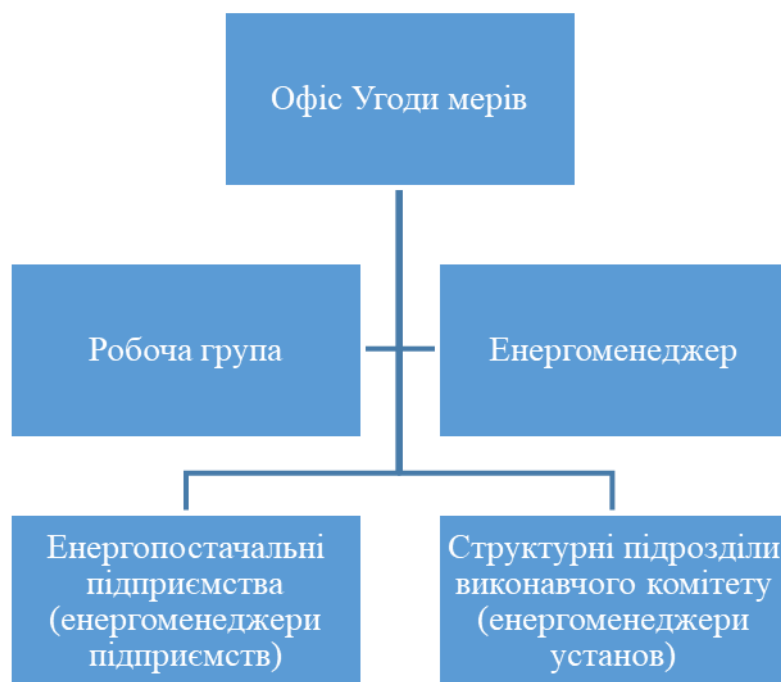 Офіс Угоди мерів
Робоча група
Енергоменеджер
Енергопостачальні
підприємства
(енергоменеджери
підприємств)
Структурні підрозділи
виконавчого комітету
(енергоменеджери
установ)